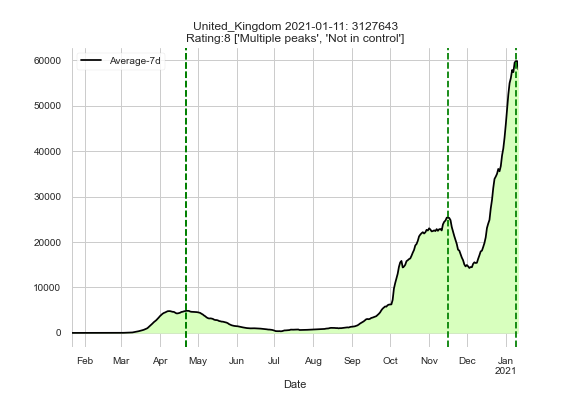 United_Kingdom 2021-01-11: 3127643
Rating:8 ['Multiple peaks', 'Not in control']
Average-7d
60000
50000
40000
30000
20000
10000
0
Feb Mar Apr May Jun Jul Aug Sep Oct Nov Dec Jan
2021
Date